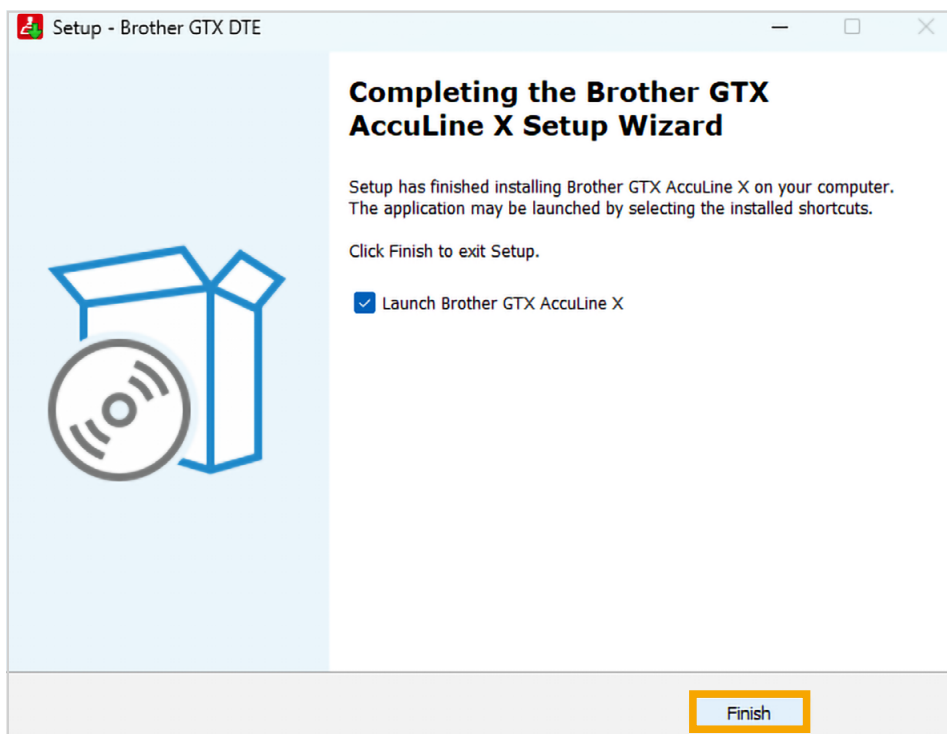 Setup - Brother GTX DTE
Completing the Brother GTX
AccuLine X Setup Wizard
Setup has finished installing Brother GTX AccuLine X on your computer.
The application may be launched by selecting the installed shortcuts.
Click Finish to exit Setup.
Launch Brother GTX AccuLine X
Finish